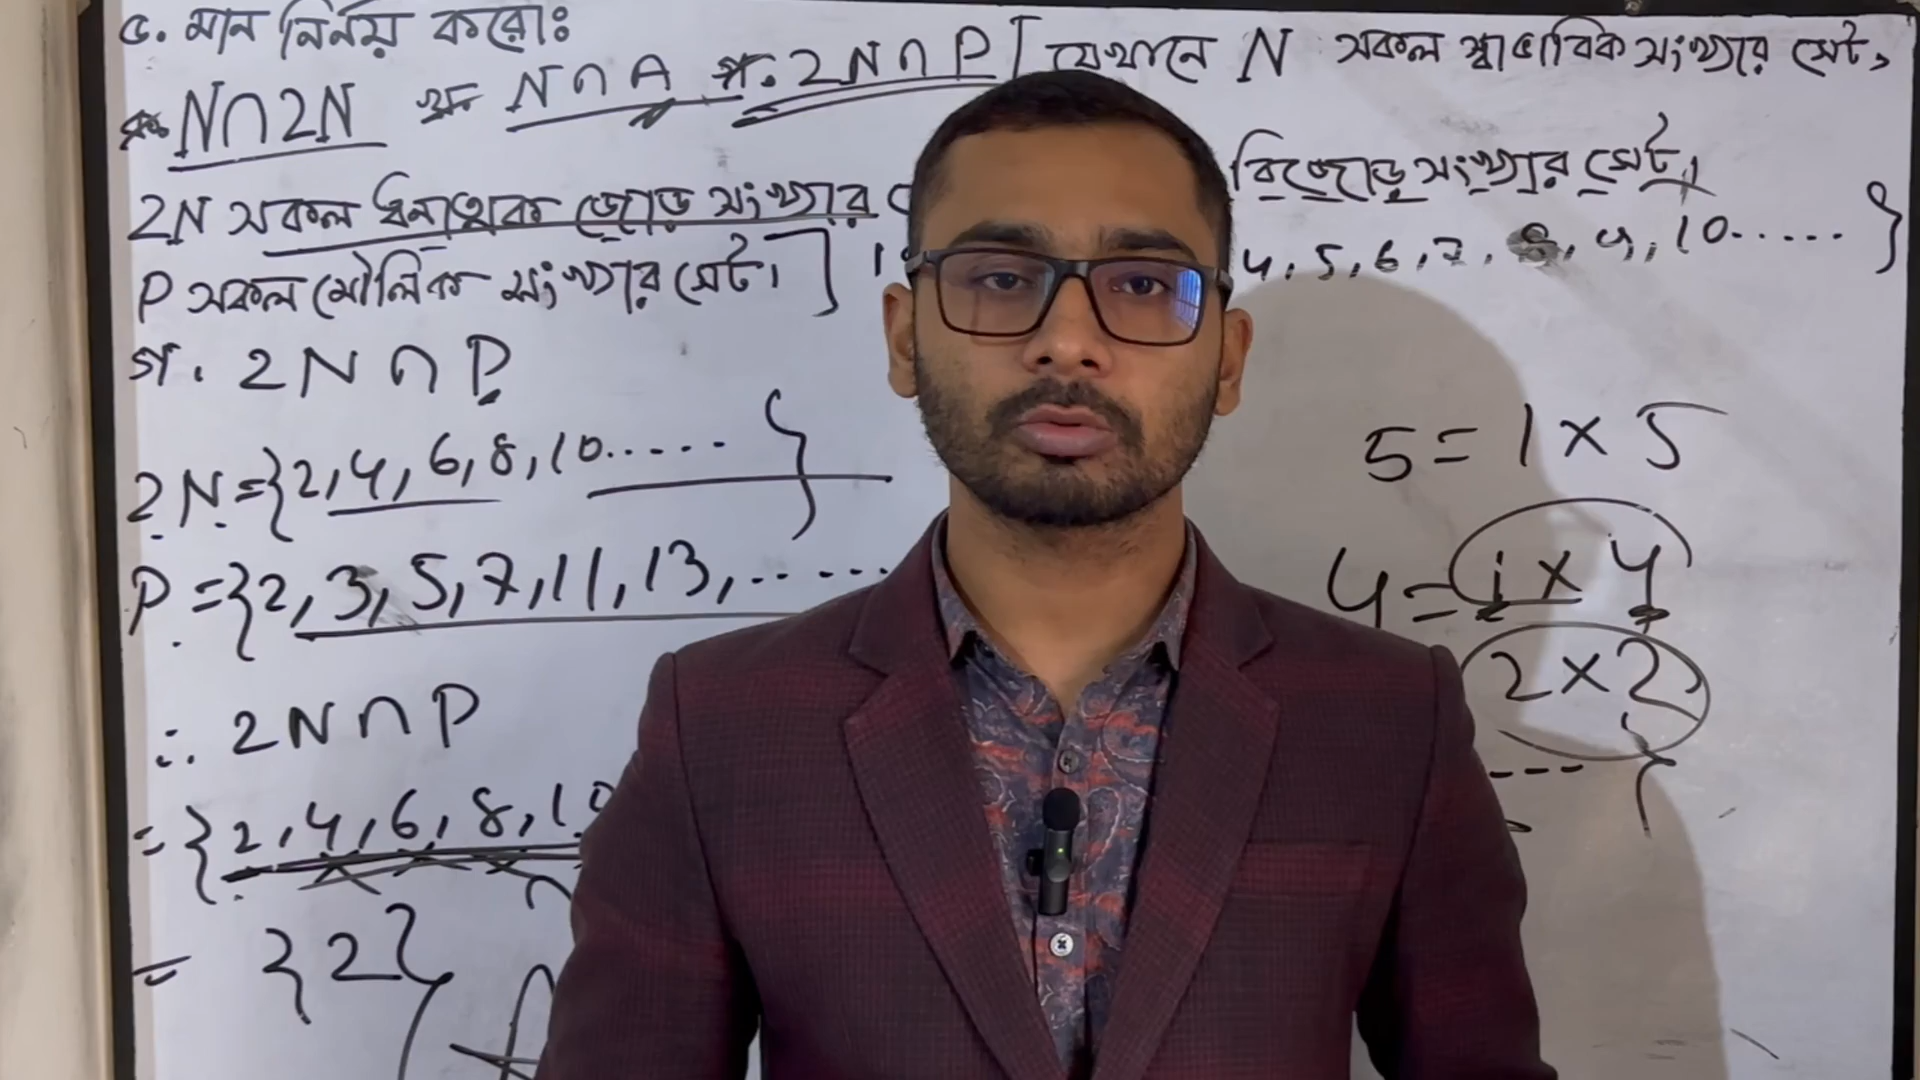 ৫. মান নির্ণয় করো:
ক. N∩2N খ. N∩A গ. 2N∩P [যেখানে N সকল স্বাভাবিক সংখ্যার সেট,
2N সকল ধনাত্মক জোড় সংখ্যার বিজোড় সংখ্যার সেট,
P সকল মৌলিক সংখ্যার সেট।] 4, 5, 6, 7, 8, 9, 10..... }
গ. 2N∩P
2N={2,4,6,8,10..... }
P={2,3,5,7,11,13,......
∴ 2N∩P
={2,4,6,8,10
= {2}
5=1×5
4=1×4
2×2